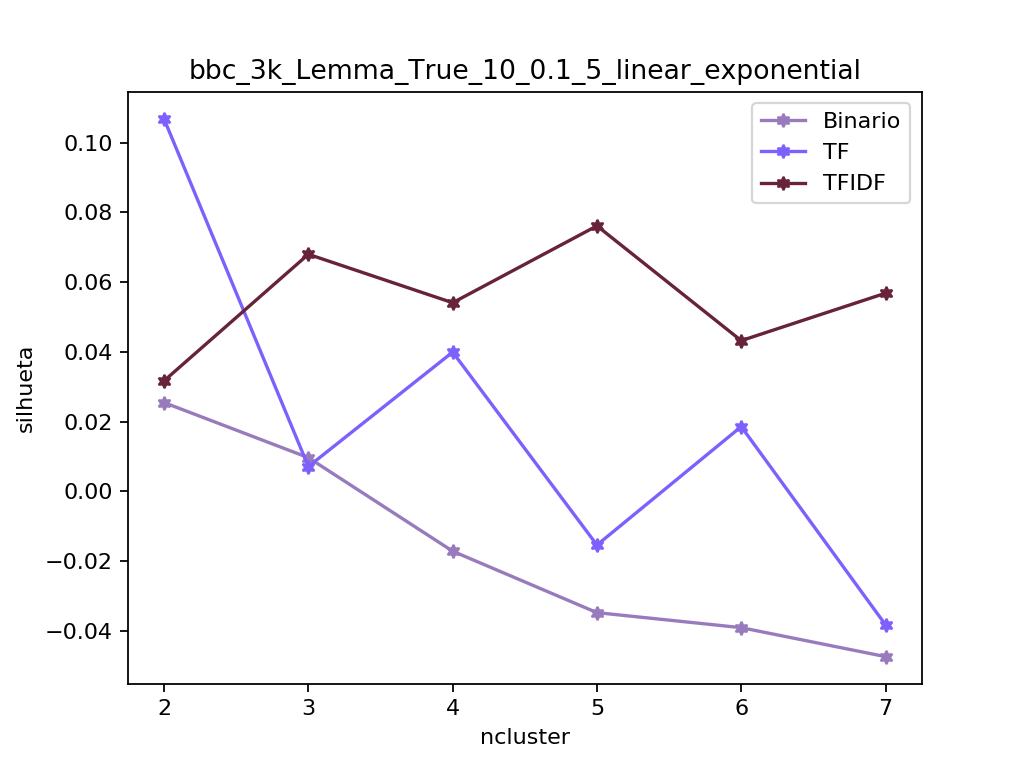 bbc_3k_Lemma_True_10_0.1_5_linear_exponential
Binario
TF
TFIDF
silhueta
0.10
0.08
0.06
0.04
0.02
0.00
−0.02
−0.04
2 3 4 5 6 7
ncluster